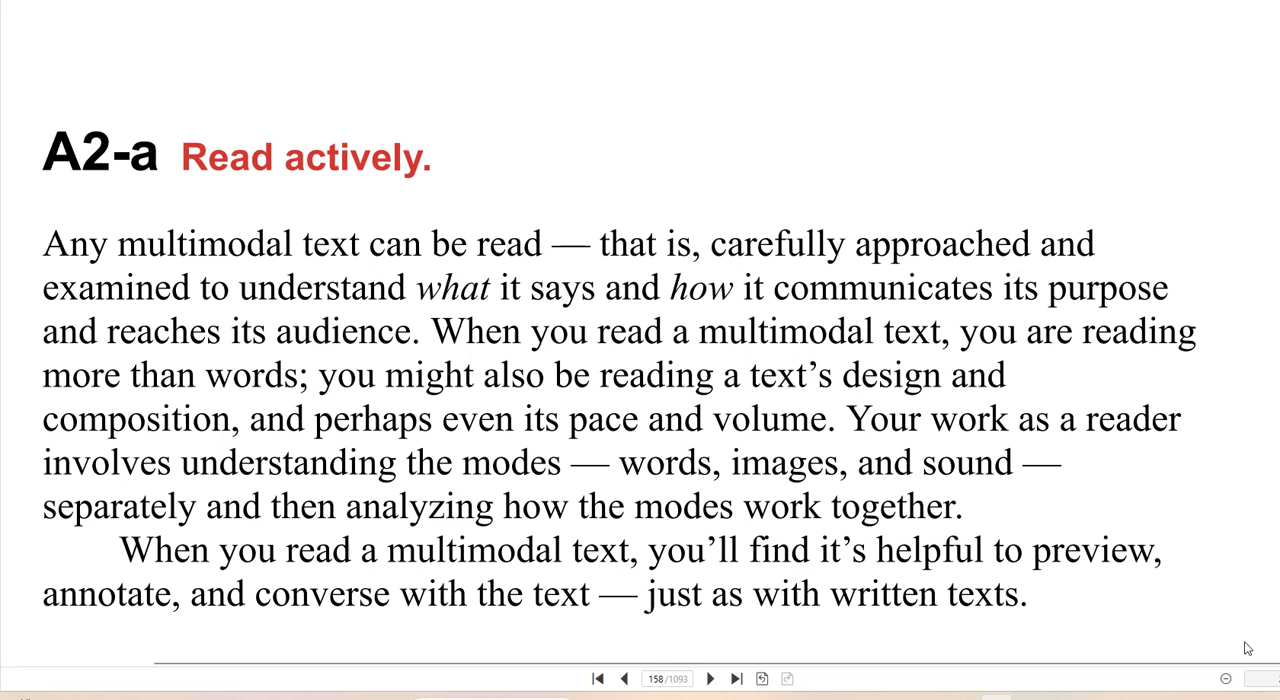 A2-a Read actively.
Any multimodal text can be read — that is, carefully approached and
examined to understand what it says and how it communicates its purpose
and reaches its audience. When you read a multimodal text, you are reading
more than words; you might also be reading a text’s design and
composition, and perhaps even its pace and volume. Your work as a reader
involves understanding the modes — words, images, and sound —
separately and then analyzing how the modes work together.
When you read a multimodal text, you’ll find it’s helpful to preview,
annotate, and converse with the text — just as with written texts.
158/1093